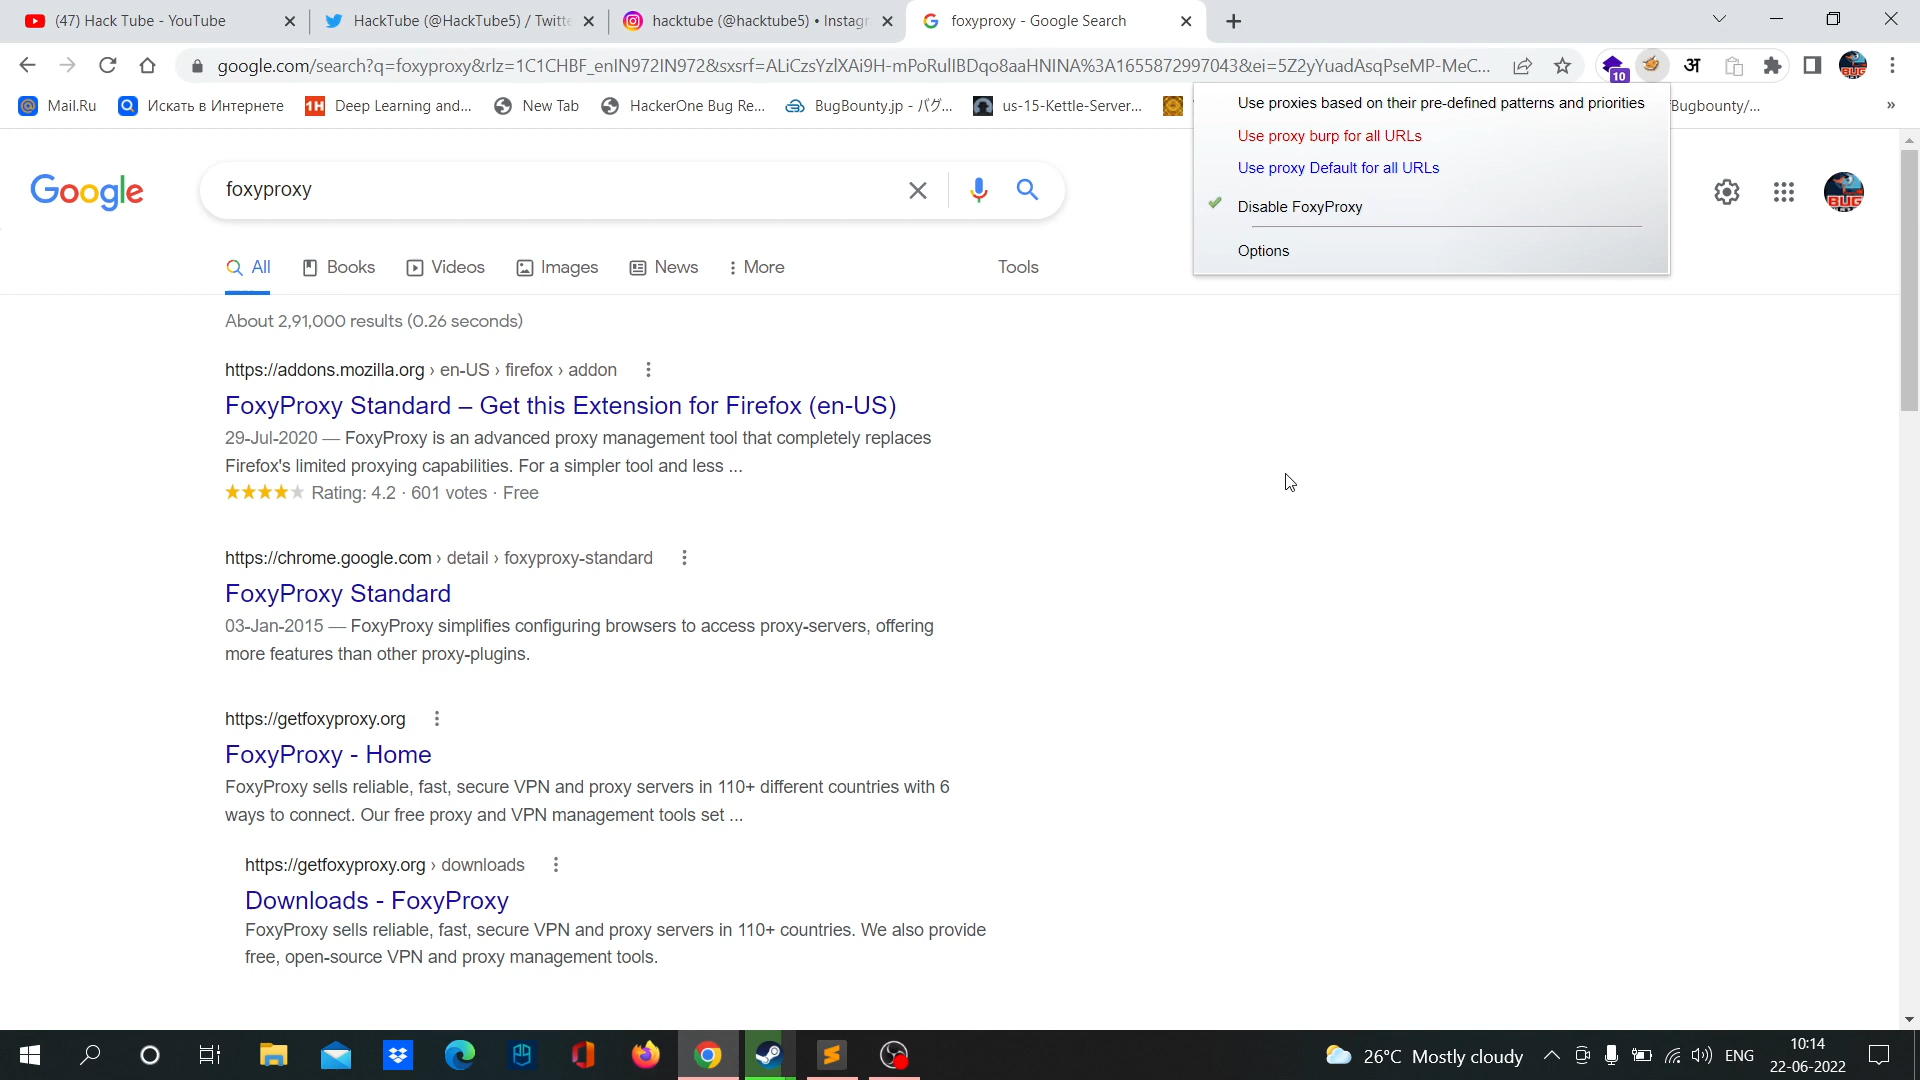 (47) Hack Tube - YouTube
HackTube (@HackTube5) / Twitte
hacktube (@hacktube5) • Instagr
foxyproxy - Google Search
google.com/search?q=foxyproxy&rlz=1C1CHBF_enIN972IN972&sxsrf=ALiCzsYzlXAi9H-mPoRulIBDqo8aaHNINA%3A1655872997043&ei=5Z2yYuadAsqPseMP-MeC...
10
अ
Mail.Ru
Искать в Интернете
1H
Deep Learning and...
New Tab
HackerOne Bug Re...
BugBounty.jp - バグ...
us-15-Kettle-Server...
Bugbounty/...
»
Use proxies based on their pre-defined patterns and priorities
Use proxy burp for all URLs
Use proxy Default for all URLs
Disable FoxyProxy
Options
Google
foxyproxy
BUG
All
Books
Videos
Images
News
More
Tools
About 2,91,000 results (0.26 seconds)
https://addons.mozilla.org › en-US › firefox › addon
FoxyProxy Standard – Get this Extension for Firefox (en-US)
29-Jul-2020 — FoxyProxy is an advanced proxy management tool that completely replaces
Firefox's limited proxying capabilities. For a simpler tool and less ...
Rating: 4.2 · 601 votes · Free
https://chrome.google.com › detail › foxyproxy-standard
FoxyProxy Standard
03-Jan-2015 — FoxyProxy simplifies configuring browsers to access proxy-servers, offering
more features than other proxy-plugins.
https://getfoxyproxy.org
FoxyProxy - Home
FoxyProxy sells reliable, fast, secure VPN and proxy servers in 110+ different countries with 6
ways to connect. Our free proxy and VPN management tools set ...
https://getfoxyproxy.org › downloads
Downloads - FoxyProxy
FoxyProxy sells reliable, fast, secure VPN and proxy servers in 110+ countries. We also provide
free, open-source VPN and proxy management tools.
26°C Mostly cloudy
ENG
10:14
22-06-2022